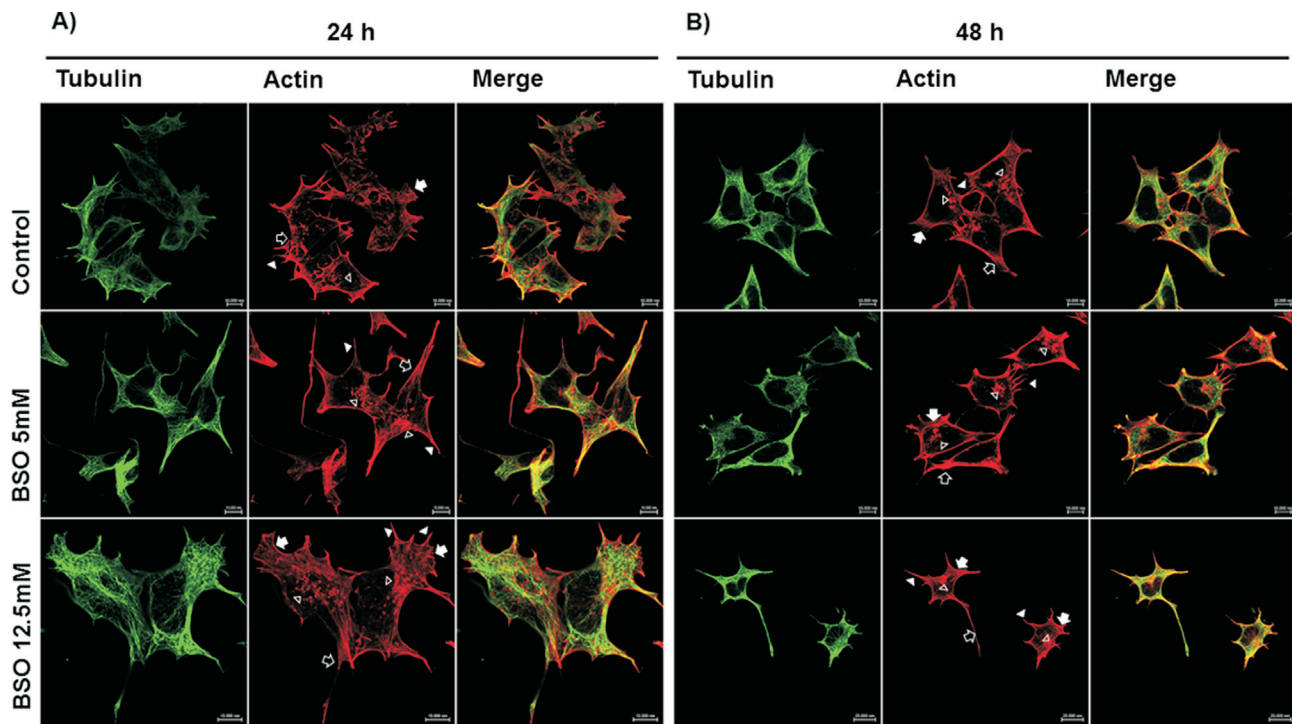 A)
24 h
B)
48 h
Tubulin Actin Merge
Tubulin Actin Merge
Control
BSO 5mM
BSO 12.5mM